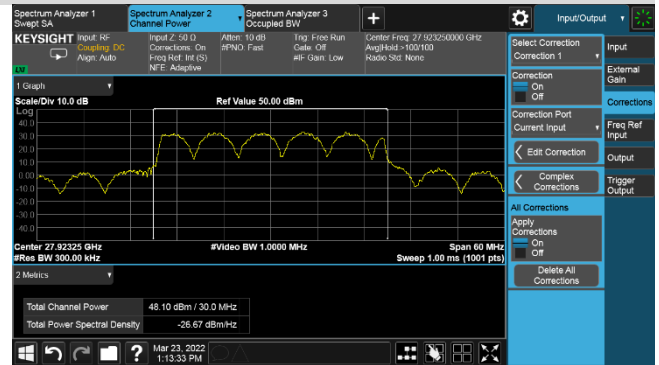 Spectrum Analyzer 1
Swept SA
Spectrum Analyzer 2
Channel Power
Spectrum Analyzer 3
Occupied BW
+
Input/Output
KEYSIGHT
Input: RF
Coupling: DC
Align: Auto
Input Z: 50 Ω
Corrections: On
Freq Ref: Int (S)
NFE: Adaptive
Atten: 10 dB
#PNO: Fast
Trig: Free Run
Gate: Off
#IF Gain: Low
Center Freq: 27.923250000 GHz
Avg|Hold >100/100
Radio Std: None
1 Graph
Scale/Div 10.0 dB
Ref Value 50.00 dBm
Log
40.0
30.0
20.0
10.0
0.00
-10.0
-20.0
-30.0
-40.0
Center 27.92325 GHz
#Res BW 300.00 kHz
#Video BW 1.0000 MHz
Span 60 MHz
Sweep 1.00 ms (1001 pts)
2 Metrics
Total Channel Power 48.10 dBm / 30.0 MHz
Total Power Spectral Density -26.67 dBm/Hz
?
Mar 23, 2022
1:13:33 PM
Select Correction
Correction 1
Correction
On
Off
Correction Port
Current Input
Edit Correction
Complex
Corrections
All Corrections
Apply
Corrections
On
Off
Delete All
Corrections
Input
External
Gain
Corrections
Freq Ref
Input
Output
Trigger
Output